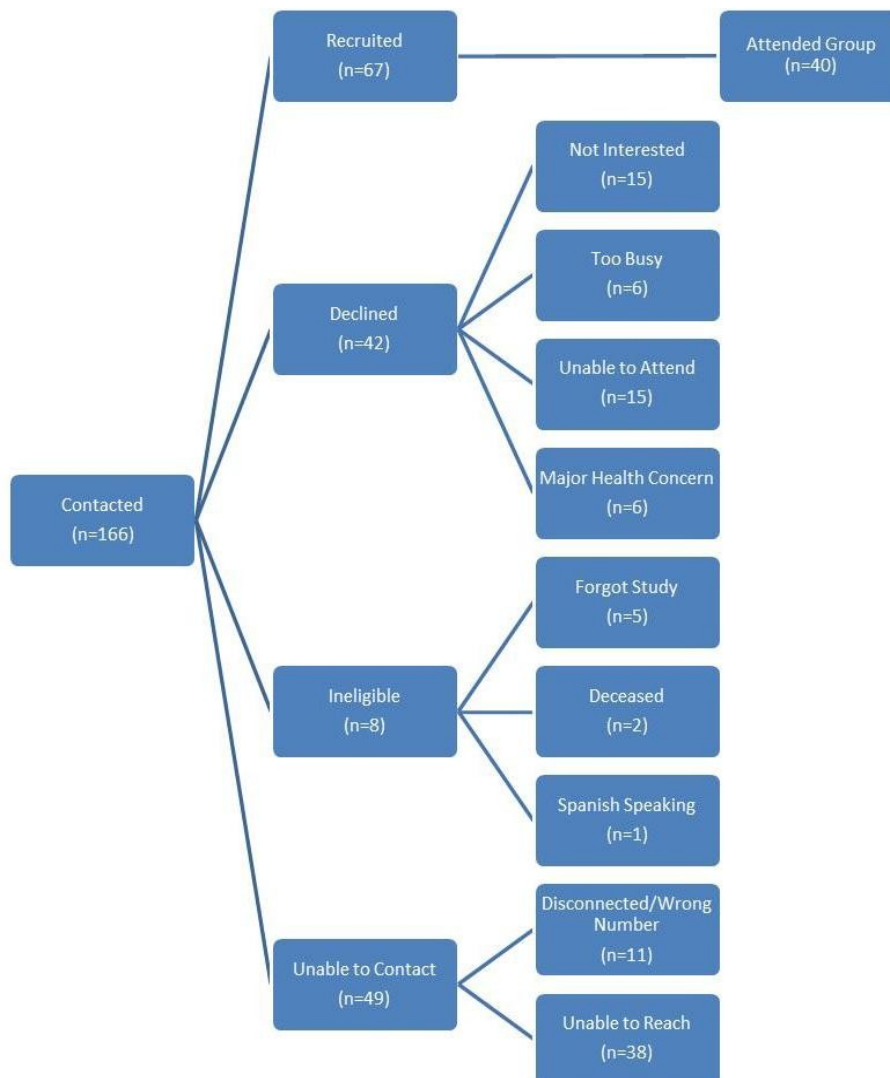 Recruited
(n=67)
Attended Group
(n=40)
Not Interested
(n=15)
Too Busy
(n=6)
Declined
(n=42)
Unable to Attend
(n=15)
Major Health Concern
(n=6)
Contacted
(n=166)
Forgot Study
(n=5)
Ineligible
(n=8)
Deceased
(n=2)
Spanish Speaking
(n=1)
Disconnected/Wrong
Number
(n=11)
Unable to Contact
(n=49)
Unable to Reach
(n=38)